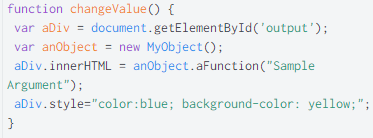 function changeValue() {
var aDiv = document.getElementById('output');
var anObject = new MyObject();
aDiv.innerHTML = anObject.aFunction("Sample
Argument");
aDiv.style="color:blue; background-color: yellow;";
}